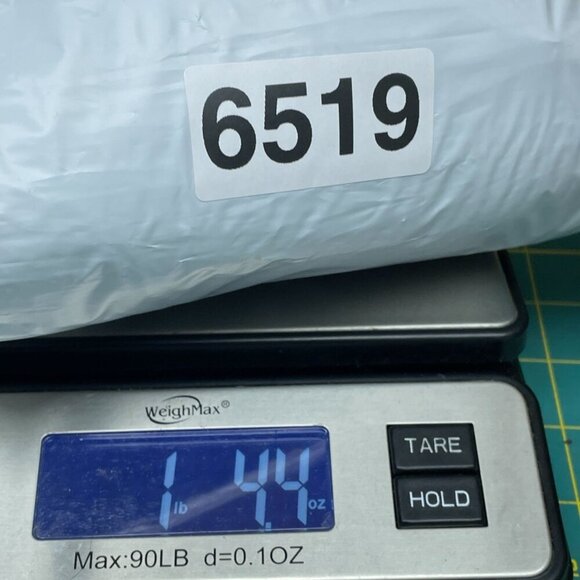 6519
WeighMax®
1 lb 4.4 oz
TARE
HOLD
Max:90LB d=0.1OZ